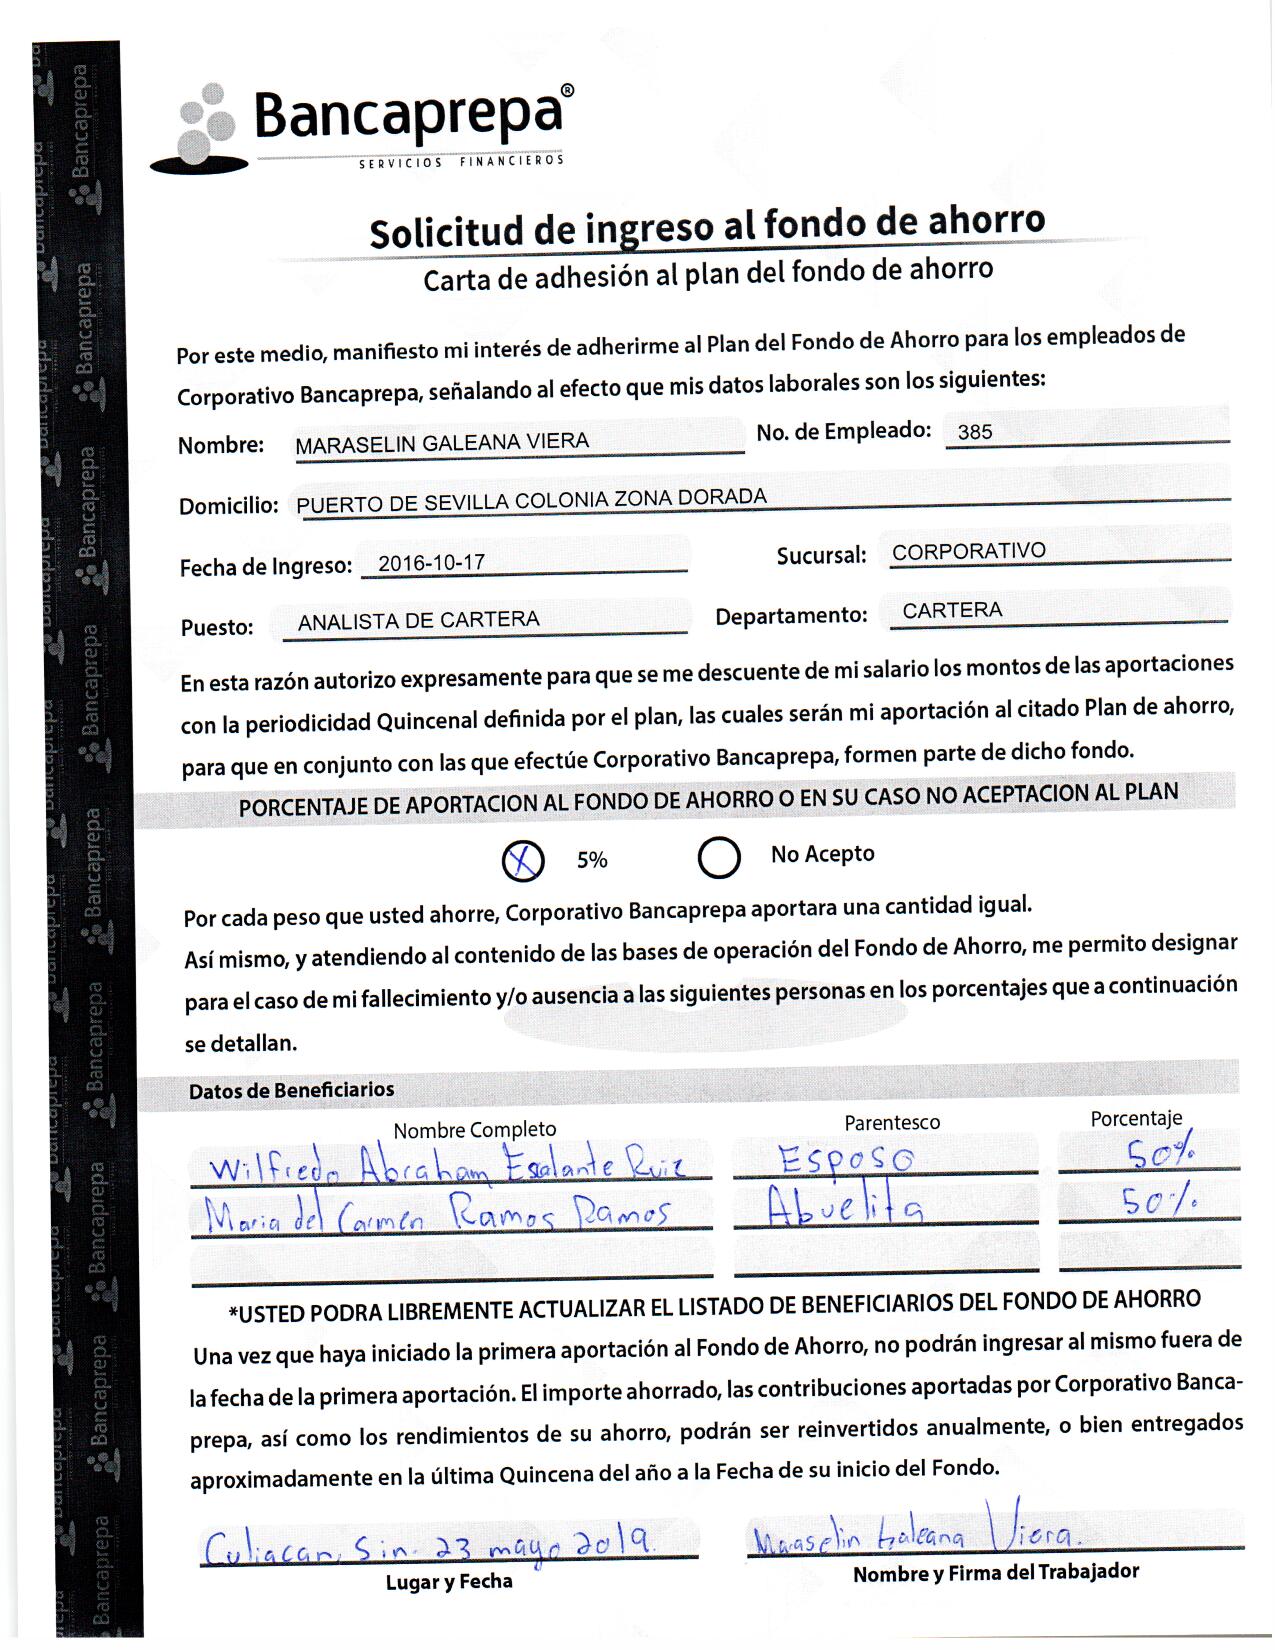 Bancaprepa®
SERVICIOS FINANCIEROS
Solicitud de ingreso al fondo de ahorro
Carta de adhesión al plan del fondo de ahorro
Por este medio, manifiesto mi interés de adherirme al Plan del Fondo de Ahorro para los empleados de
Corporativo Bancaprepa, señalando al efecto que mis datos laborales son los siguientes:
Nombre: MARASELIN GALEANA VIERA No. de Empleado: 385
Domicilio: PUERTO DE SEVILLA COLONIA ZONA DORADA
Fecha de Ingreso: 2016-10-17 Sucursal: CORPORATIVO
Puesto: ANALISTA DE CARTERA Departamento: CARTERA
En esta razón autorizo expresamente para que se me descuente de mi salario los montos de las aportaciones
con la periodicidad Quincenal definida por el plan, las cuales serán mi aportación al citado Plan de ahorro,
para que en conjunto con las que efectúe Corporativo Bancaprepa, formen parte de dicho fondo.
PORCENTAJE DE APORTACION AL FONDO DE AHORRO O EN SU CASO NO ACEPTACION AL PLAN
X 5% No Acepto
Por cada peso que usted ahorre, Corporativo Bancaprepa aportara una cantidad igual.
Así mismo, y atendiendo al contenido de las bases de operación del Fondo de Ahorro, me permito designar
para el caso de mi fallecimiento y/o ausencia a las siguientes personas en los porcentajes que a continuación
se detallan.
Datos de Beneficiarios
Nombre Completo Parentesco Porcentaje
Wilfredo Abraham Esalante Ruiz Esposo 50%
Maria del Carmen Ramos Ramos Abuelita 50%
*USTED PODRA LIBREMENTE ACTUALIZAR EL LISTADO DE BENEFICIARIOS DEL FONDO DE AHORRO
Una vez que haya iniciado la primera aportación al Fondo de Ahorro, no podrán ingresar al mismo fuera de
la fecha de la primera aportación. El importe ahorrado, las contribuciones aportadas por Corporativo Banca-
prepa, así como los rendimientos de su ahorro, podrán ser reinvertidos anualmente, o bien entregados
aproximadamente en la última Quincena del año a la Fecha de su inicio del Fondo.
Culiacan, Sin. 23 mayo 2019. Maraselin Galeana Viera.
Lugar y Fecha Nombre y Firma del Trabajador